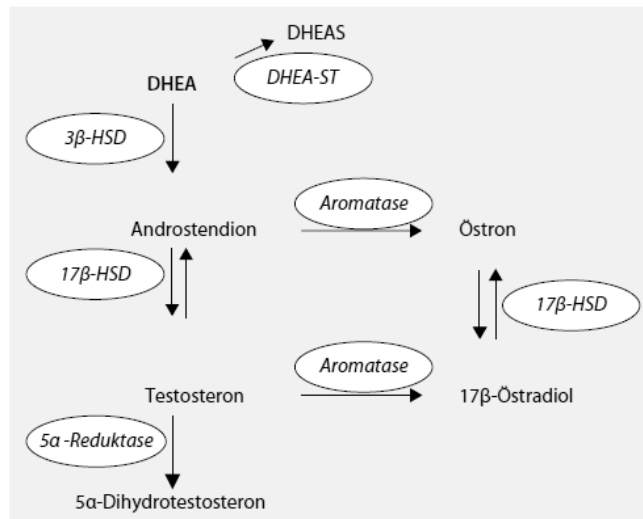 DHEAS
DHEA-ST
DHEA
3β-HSD
Aromatase
Androstendion
Östron
17β-HSD
17β-HSD
Aromatase
Testosteron
17β-Östradiol
5α-Reduktase
5α-Dihydrotestosteron